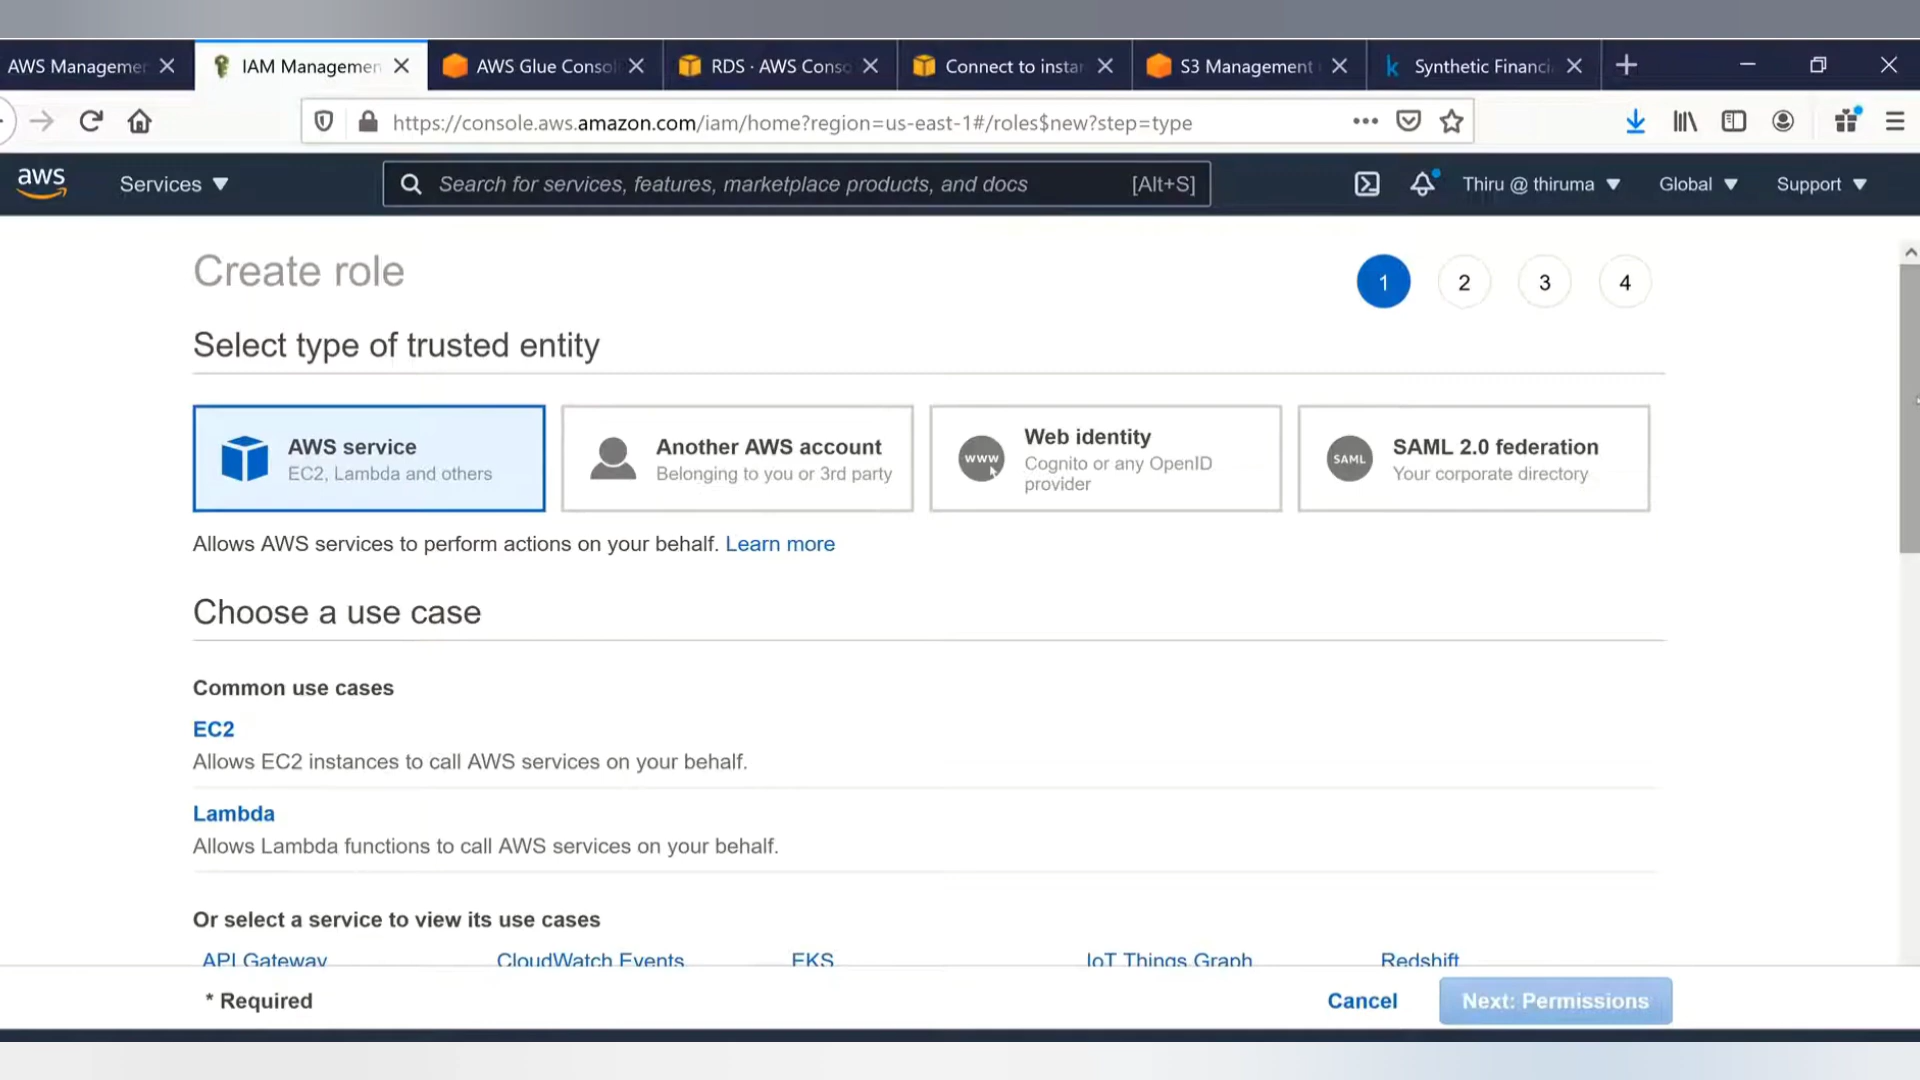 AWS Managemen
IAM Managemen
AWS Glue Conso
RDS · AWS Conso
Connect to instan
S3 Management
Synthetic Financi
https://console.aws.amazon.com/iam/home?region=us-east-1#/roles$new?step=type
aws
Services
Search for services, features, marketplace products, and docs
[Alt+S]
Thiru @ thiruma
Global
Support
Create role
1
2
3
4
Select type of trusted entity
AWS service
EC2, Lambda and others
Another AWS account
Belonging to you or 3rd party
www
Web identity
Cognito or any OpenID
provider
SAML
SAML 2.0 federation
Your corporate directory
Allows AWS services to perform actions on your behalf. Learn more
Choose a use case
Common use cases
EC2
Allows EC2 instances to call AWS services on your behalf.
Lambda
Allows Lambda functions to call AWS services on your behalf.
Or select a service to view its use cases
API Gateway
CloudWatch Events
EKS
IoT Things Graph
Redshift
* Required
Cancel
Next: Permissions